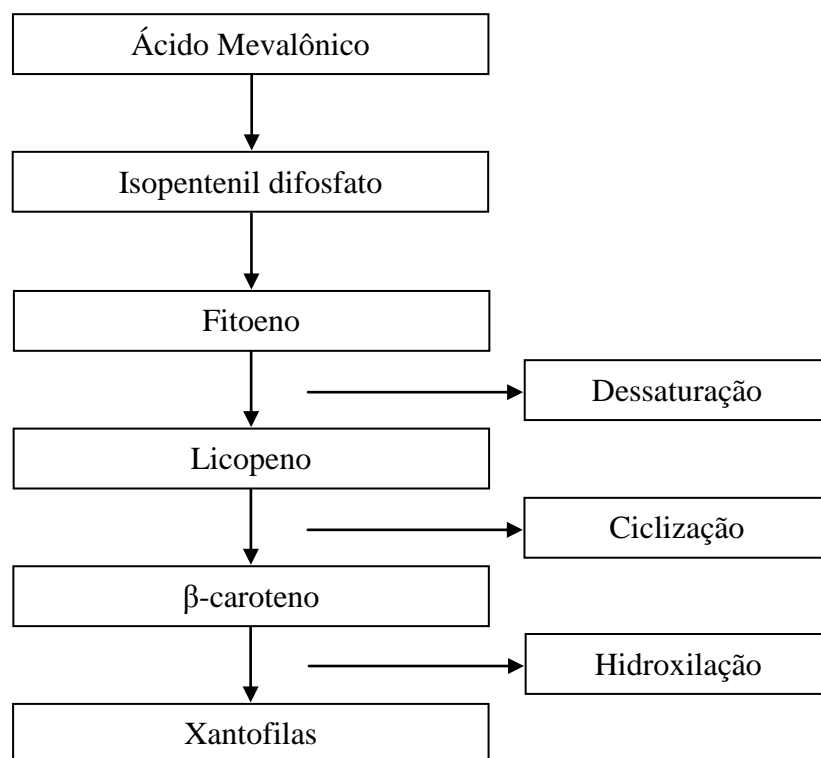 Ácido Mevalônico
Isopentenil difosfato
Fitoeno
Dessaturação
Licopeno
Ciclização
β-caroteno
Hidroxilação
Xantofilas